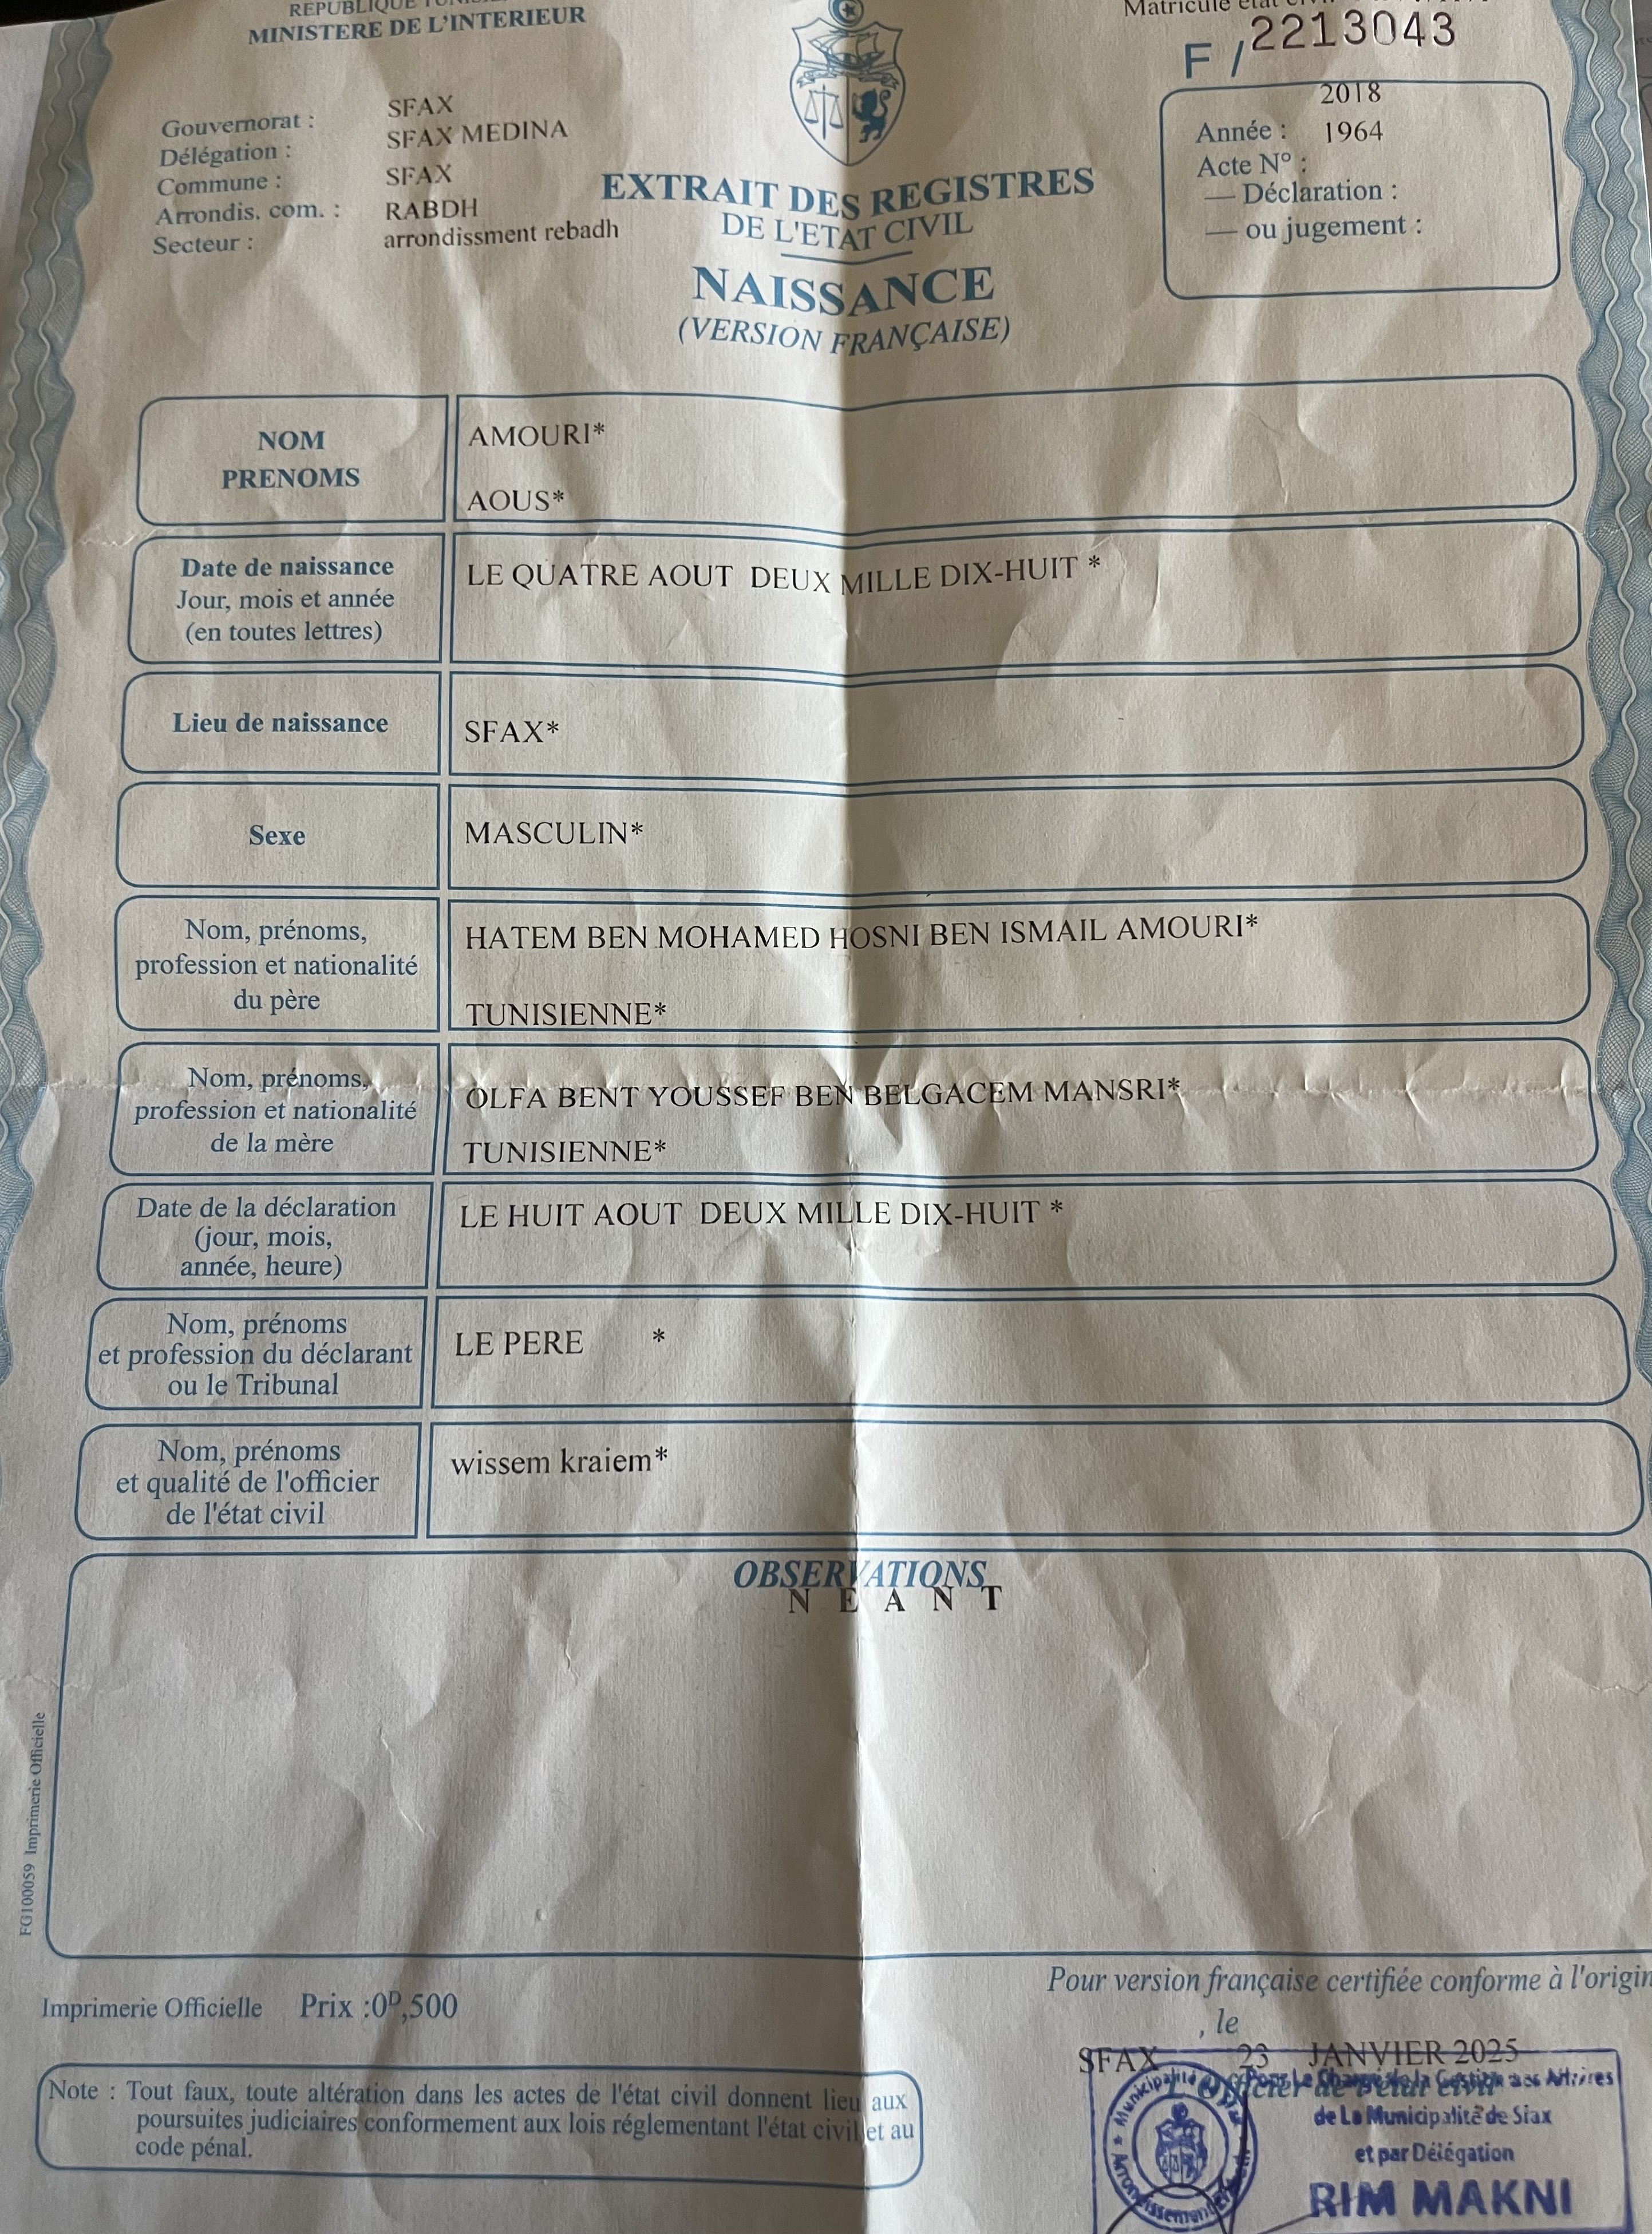 REPUBLIQUE
MINISTERE DE L'INTERIEUR
Matricule état
F / 2213043
Gouvernorat : SFAX
Délégation : SFAX MEDINA
Commune : SFAX
Arrondis. com. : RABDH
Secteur : arrondissment rebadh
EXTRAIT DES REGISTRES
DE L'ETAT CIVIL
NAISSANCE
(VERSION FRANÇAISE)
2018
Année : 1964
Acte N° :
— Déclaration :
— ou jugement :
NOM
PRENOMS
AMOURI*
AOUS*
Date de naissance
Jour, mois et année
(en toutes lettres)
LE QUATRE AOUT DEUX MILLE DIX-HUIT *
Lieu de naissance
SFAX*
Sexe
MASCULIN*
Nom, prénoms,
profession et nationalité
du père
HATEM BEN MOHAMED HOSNI BEN ISMAIL AMOURI*
TUNISIENNE*
Nom, prénoms,
profession et nationalité
de la mère
OLFA BENT YOUSSEF BEN BELGACEM MANSRI*
TUNISIENNE*
Date de la déclaration
(jour, mois,
année, heure)
LE HUIT AOUT DEUX MILLE DIX-HUIT *
Nom, prénoms
et profession du déclarant
ou le Tribunal
LE PERE *
Nom, prénoms
et qualité de l'officier
de l'état civil
wissem kraiem*
OBSERVATIONS
N E A N T
FG100059 Imprimerie Officielle
Imprimerie Officielle Prix :0ᴰ,500
Pour version française certifiée conforme à l'origin
, le
SFAX 23 JANVIER 2025
L'Officier de l'état civil
Pour Le Chargé de la Gestion des Affaires
de La Municipalité de Sfax
et par Délégation
RIM MAKNI
Note : Tout faux, toute altération dans les actes de l'état civil donnent lieu aux
poursuites judiciaires conformement aux lois réglementant l'état civil et au
code pénal.